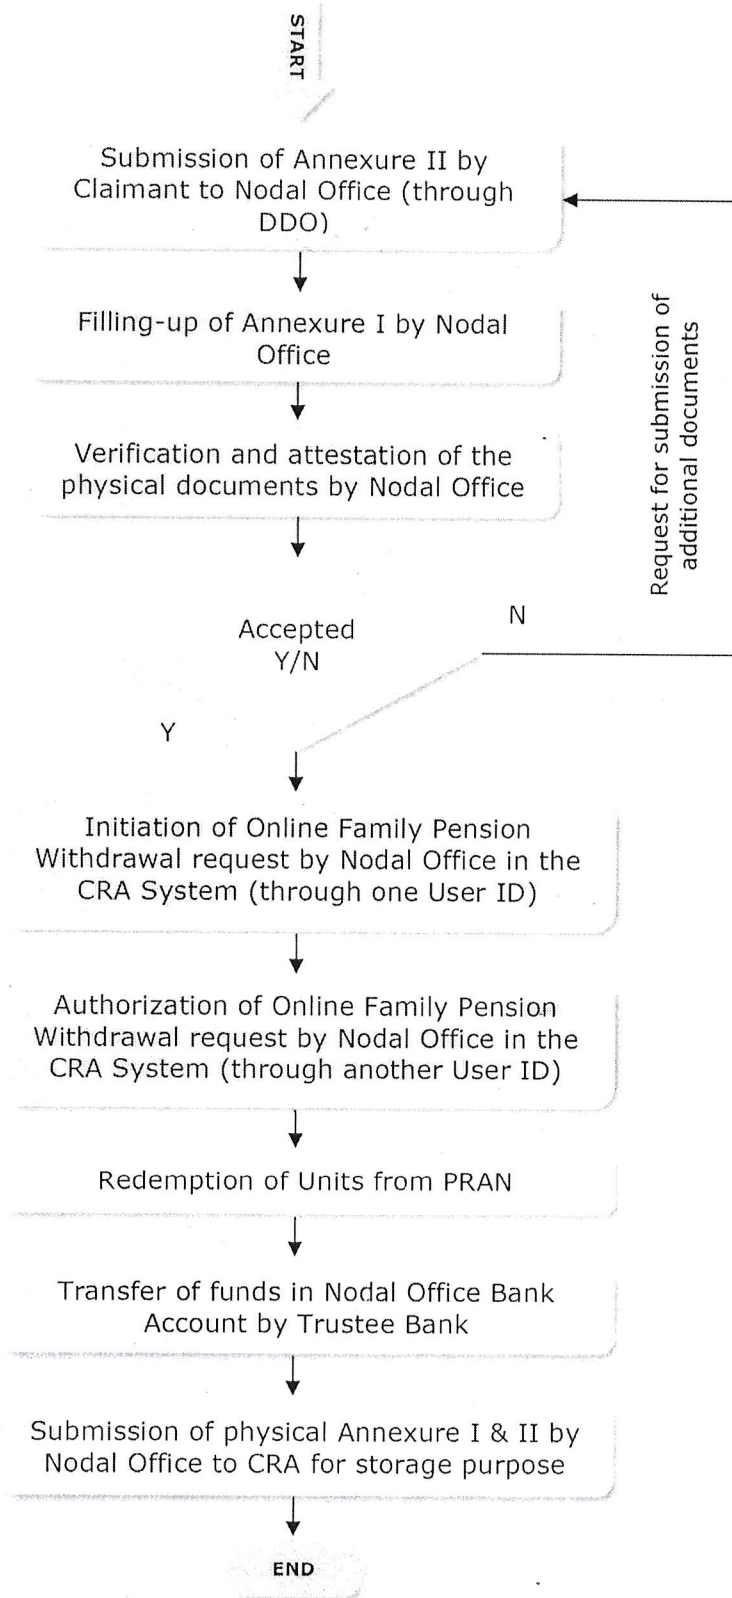 START
Submission of Annexure II by
Claimant to Nodal Office (through
DDO)
Filling-up of Annexure I by Nodal
Office
Verification and attestation of the
physical documents by Nodal Office
Request for submission of
additional documents
Accepted
Y/N
N
Y
Initiation of Online Family Pension
Withdrawal request by Nodal Office in the
CRA System (through one User ID)
Authorization of Online Family Pension
Withdrawal request by Nodal Office in the
CRA System (through another User ID)
Redemption of Units from PRAN
Transfer of funds in Nodal Office Bank
Account by Trustee Bank
Submission of physical Annexure I & II by
Nodal Office to CRA for storage purpose
END